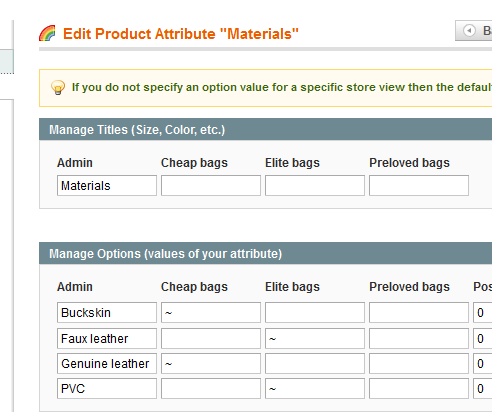 Edit Product Attribute "Materials"
If you do not specify an option value for a specific store view then the
Manage Titles (Size, Color, etc.)
Admin Cheap bags Elite bags Preloved bags
Materials
Manage Options (values of your attribute)
Admin Cheap bags Elite bags Preloved bags
Buckskin ~ 0
Faux leather ~ 0
Genuine leather ~ 0
PVC ~ 0